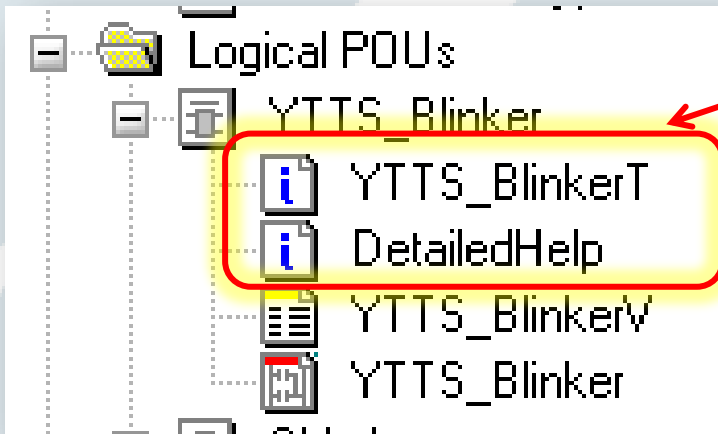 Logical POUs
YTTS_Blinker
YTTS_BlinkerT
DetailedHelp
YTTS_BlinkerV
YTTS_Blinker